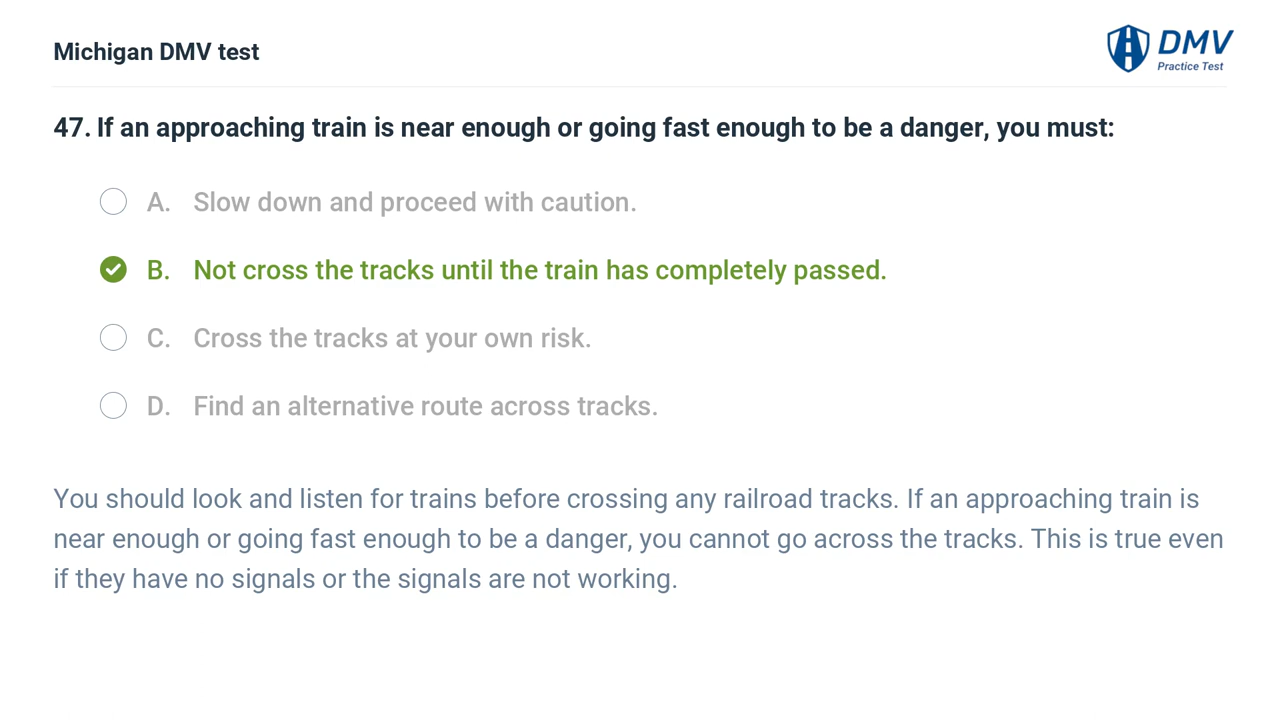 Michigan DMV test
DMV
Practice Test
47. If an approaching train is near enough or going fast enough to be a danger, you must:
A. Slow down and proceed with caution.
B. Not cross the tracks until the train has completely passed.
C. Cross the tracks at your own risk.
D. Find an alternative route across tracks.
You should look and listen for trains before crossing any railroad tracks. If an approaching train is
near enough or going fast enough to be a danger, you cannot go across the tracks. This is true even
if they have no signals or the signals are not working.